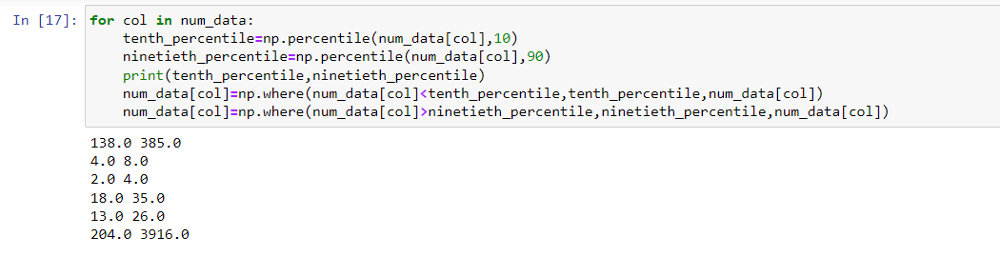 In [17]: for col in num_data:
    tenth_percentile=np.percentile(num_data[col],10)
    ninetieth_percentile=np.percentile(num_data[col],90)
    print(tenth_percentile,ninetieth_percentile)
    num_data[col]=np.where(num_data[col]<tenth_percentile,tenth_percentile,num_data[col])
    num_data[col]=np.where(num_data[col]>ninetieth_percentile,ninetieth_percentile,num_data[col])
138.0 385.0
4.0 8.0
2.0 4.0
18.0 35.0
13.0 26.0
204.0 3916.0